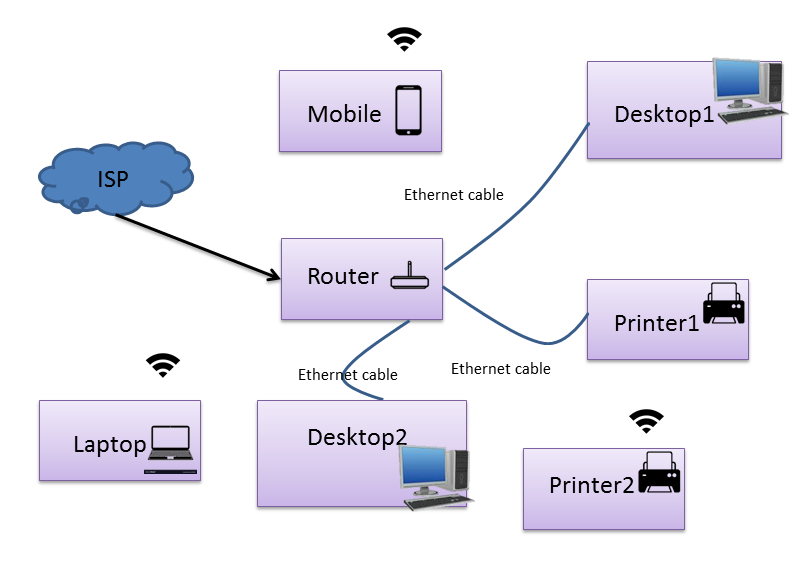 Mobile
Desktop1
ISP
Ethernet cable
Router
Printer1
Ethernet cable
Ethernet cable
Laptop
Desktop2
Printer2